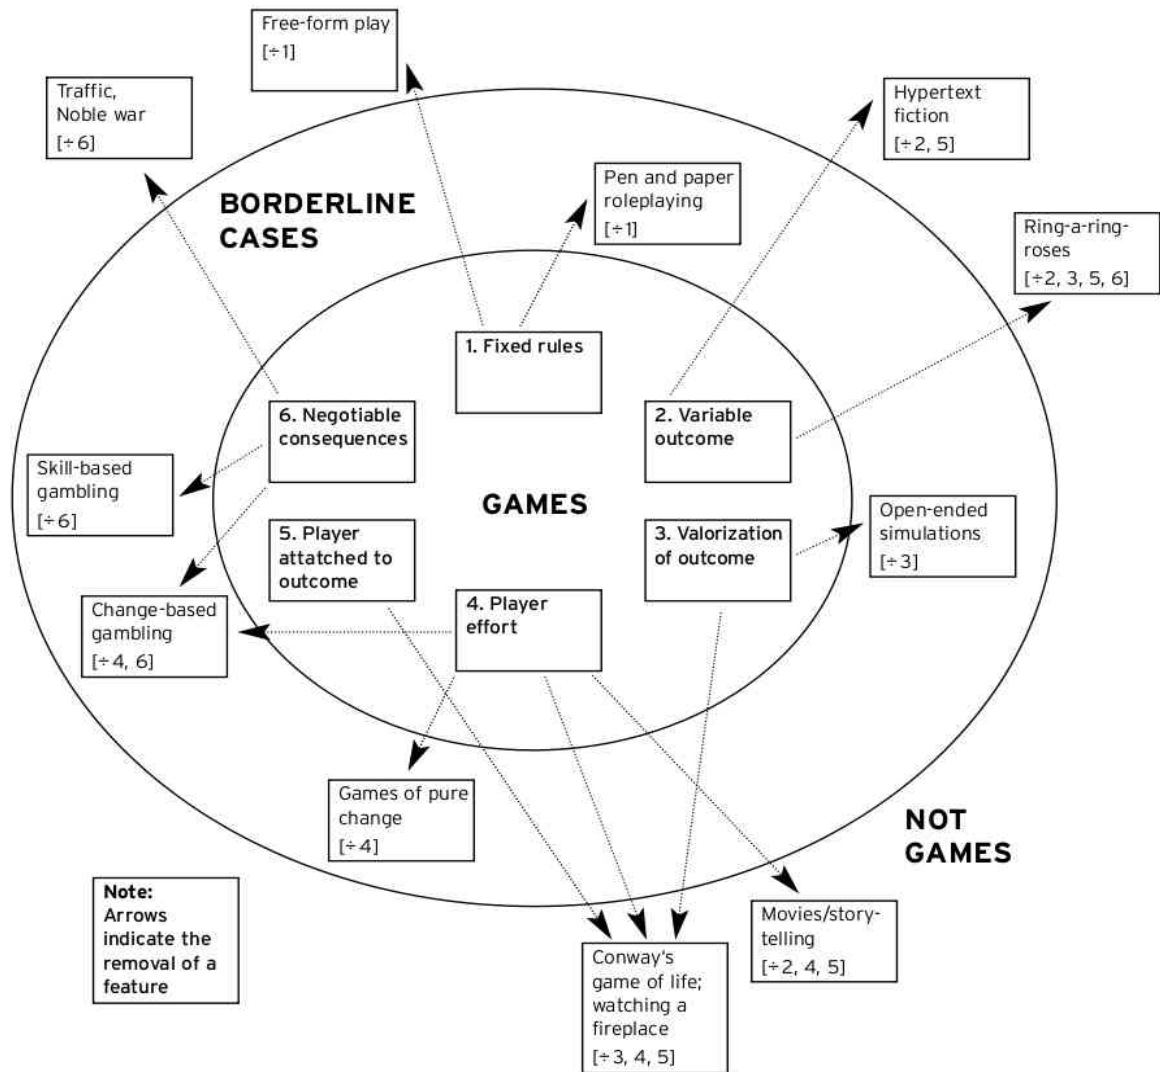 Free-form play
[÷1]
Traffic,
Noble war
[÷6]
Hypertext
fiction
[÷2, 5]
BORDERLINE
CASES
Pen and paper
roleplaying
[÷1]
Ring-a-ring-
roses
[÷2, 3, 5, 6]
1. Fixed rules
6. Negotiable
consequences
2. Variable
outcome
Skill-based
gambling
[÷6]
GAMES
5. Player
attatched to
outcome
3. Valorization
of outcome
Open-ended
simulations
[÷3]
4. Player
effort
Change-based
gambling
[÷4, 6]
Games of pure
change
[÷4]
NOT
GAMES
Note:
Arrows
indicate the
removal of a
feature
Movies/story-
telling
[÷2, 4, 5]
Conway's
game of life;
watching a
fireplace
[÷3, 4, 5]